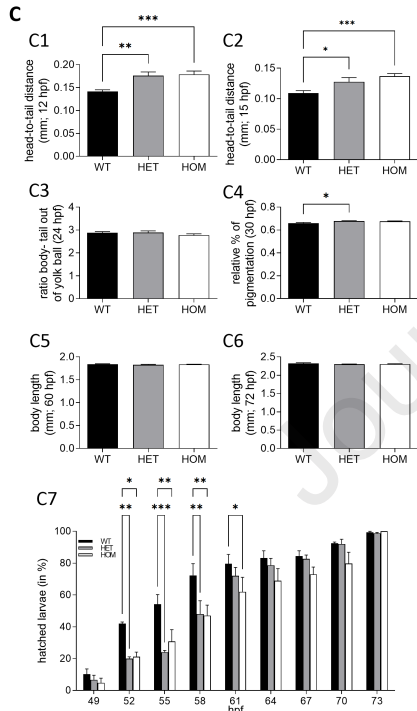 C
C1
***
**
head-to-tail distance
(mm; 12 hpf)
0.20
0.15
0.10
0.05
0.00
WT HET HOM
C2
***
*
head-to-tail distance
(mm; 15 hpf)
0.15
0.10
0.05
0.00
WT HET HOM
C3
ratio body- tail out
of yolk ball (24 hpf)
4
3
2
1
0
WT HET HOM
C4
*
relative % of
pigmentation (30 hpf)
0.8
0.6
0.4
0.2
0.0
WT HET HOM
C5
body length
(mm; 60 hpf)
2.0
1.5
1.0
0.5
0.0
WT HET HOM
C6
body length
(mm; 72 hpf)
2.5
2.0
1.5
1.0
0.5
0.0
WT HET HOM
Jour
C7
* ** **
** *** ** *
WT
HET
HOM
hatched larvae (in %)
100
80
60
40
20
0
49 52 55 58 61 64 67 70 73
hpf